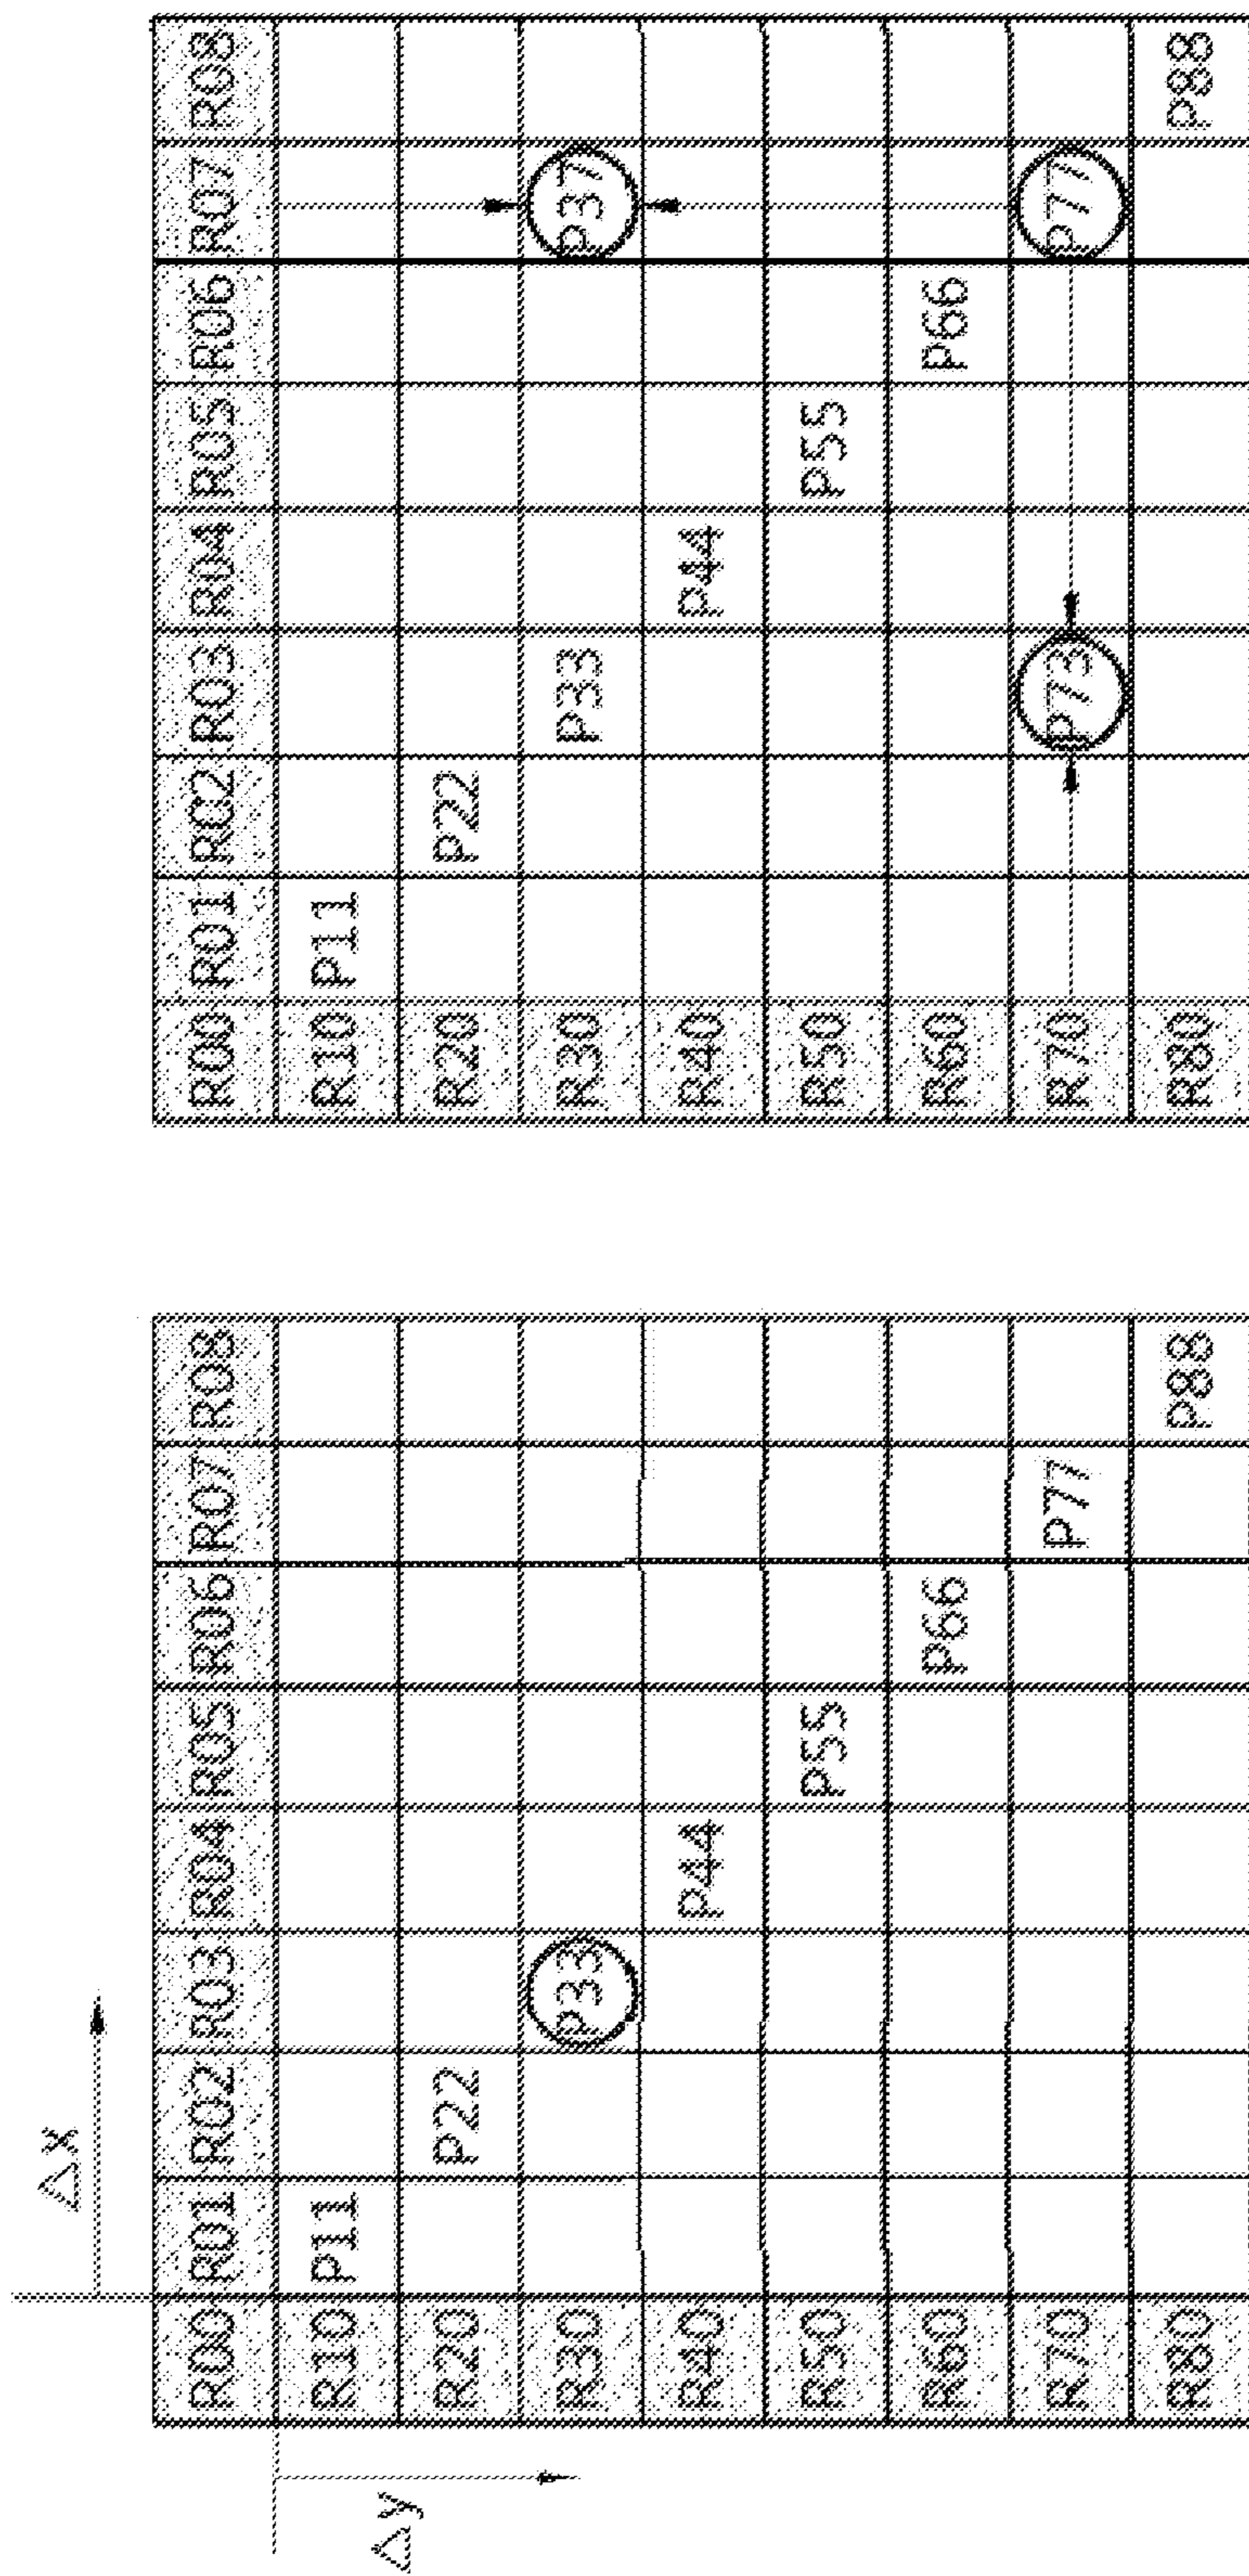 Δx
Δy
R00 R01 R02 R03 R04 R05 R06 R07 R08
R10 P11
R20 P22
R30 P33
R40 P44
R50 P55
R60 P66
R70 P77
R80 P88
R00 R01 RC2 R03 R04 R05 R06 R07 R08
R10 P11
R20 P22
R30 P33 P37
R40 P44
R50 P55
R60 P66
R70 P73 P77
R80 P88